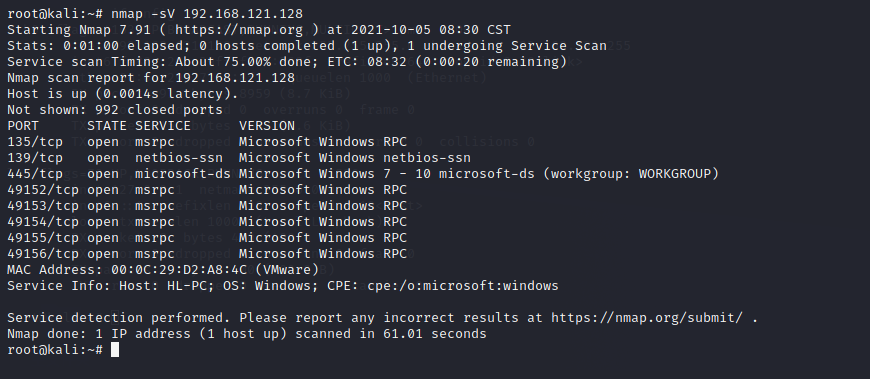 root@kali:~# nmap -sV 192.168.121.128
Starting Nmap 7.91 ( https://nmap.org ) at 2021-10-05 08:30 CST
Stats: 0:01:00 elapsed; 0 hosts completed (1 up), 1 undergoing Service Scan
Service scan Timing: About 75.00% done; ETC: 08:32 (0:00:20 remaining)
Nmap scan report for 192.168.121.128
Host is up (0.0014s latency).
Not shown: 992 closed ports
PORT      STATE SERVICE      VERSION
135/tcp   open  msrpc        Microsoft Windows RPC
139/tcp   open  netbios-ssn  Microsoft Windows netbios-ssn
445/tcp   open  microsoft-ds Microsoft Windows 7 - 10 microsoft-ds (workgroup: WORKGROUP)
49152/tcp open  msrpc        Microsoft Windows RPC
49153/tcp open  msrpc        Microsoft Windows RPC
49154/tcp open  msrpc        Microsoft Windows RPC
49155/tcp open  msrpc        Microsoft Windows RPC
49156/tcp open  msrpc        Microsoft Windows RPC
MAC Address: 00:0C:29:D2:A8:4C (VMware)
Service Info: Host: HL-PC; OS: Windows; CPE: cpe:/o:microsoft:windows
Service detection performed. Please report any incorrect results at https://nmap.org/submit/ .
Nmap done: 1 IP address (1 host up) scanned in 61.01 seconds
root@kali:~#